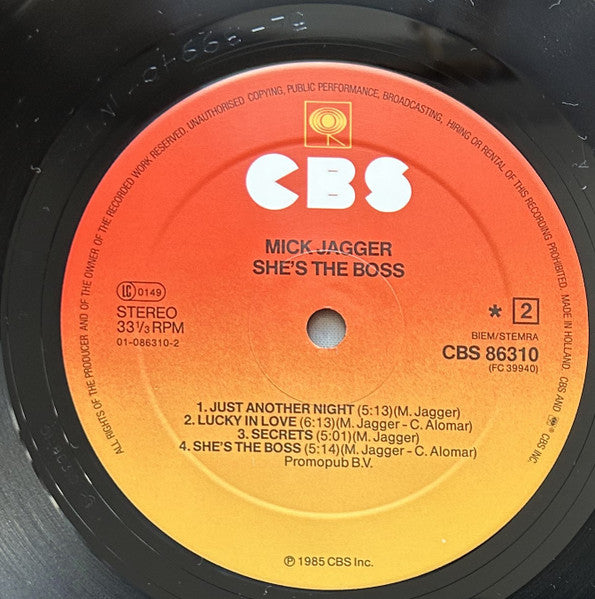 ALL RIGHTS OF THE PRODUCER AND OF THE OWNER OF THE RECORDED WORK RESERVED. UNAUTHORISED COPYING, PUBLIC PERFORMANCE, BROADCASTING, HIRING OR RENTAL OF THIS RECORDING PROHIBITED. MADE IN HOLLAND. CBS AND ® CBS INC.
CBS
MICK JAGGER
SHE'S THE BOSS
LC 0149
STEREO
33 1/3 RPM
01-086310-2
* 2
BIEM/STEMRA
CBS 86310
(FC 39940)
1. JUST ANOTHER NIGHT (5:13)(M. Jagger)
2. LUCKY IN LOVE (6:13)(M. Jagger - C. Alomar)
3. SECRETS (5:01)(M. Jagger)
4. SHE'S THE BOSS (5:14)(M. Jagger - C. Alomar)
Promopub B.V.
℗ 1985 CBS Inc.